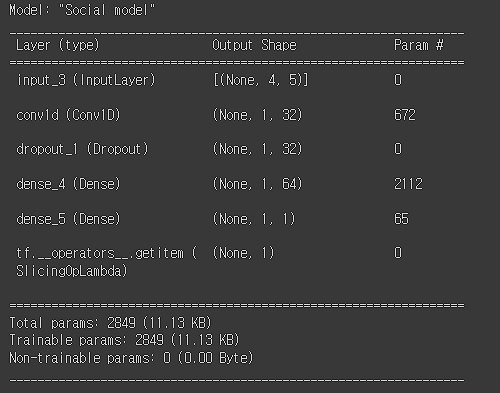 Model: "Social model"
_________________________________________________________________
Layer (type) Output Shape Param #
=================================================================
input_3 (InputLayer) [(None, 4, 5)] 0
conv1d (Conv1D) (None, 1, 32) 672
dropout_1 (Dropout) (None, 1, 32) 0
dense_4 (Dense) (None, 1, 64) 2112
dense_5 (Dense) (None, 1, 1) 65
tf.__operators__.getitem ( (None, 1) 0
SlicingOpLambda)
=================================================================
Total params: 2849 (11.13 KB)
Trainable params: 2849 (11.13 KB)
Non-trainable params: 0 (0.00 Byte)
_________________________________________________________________